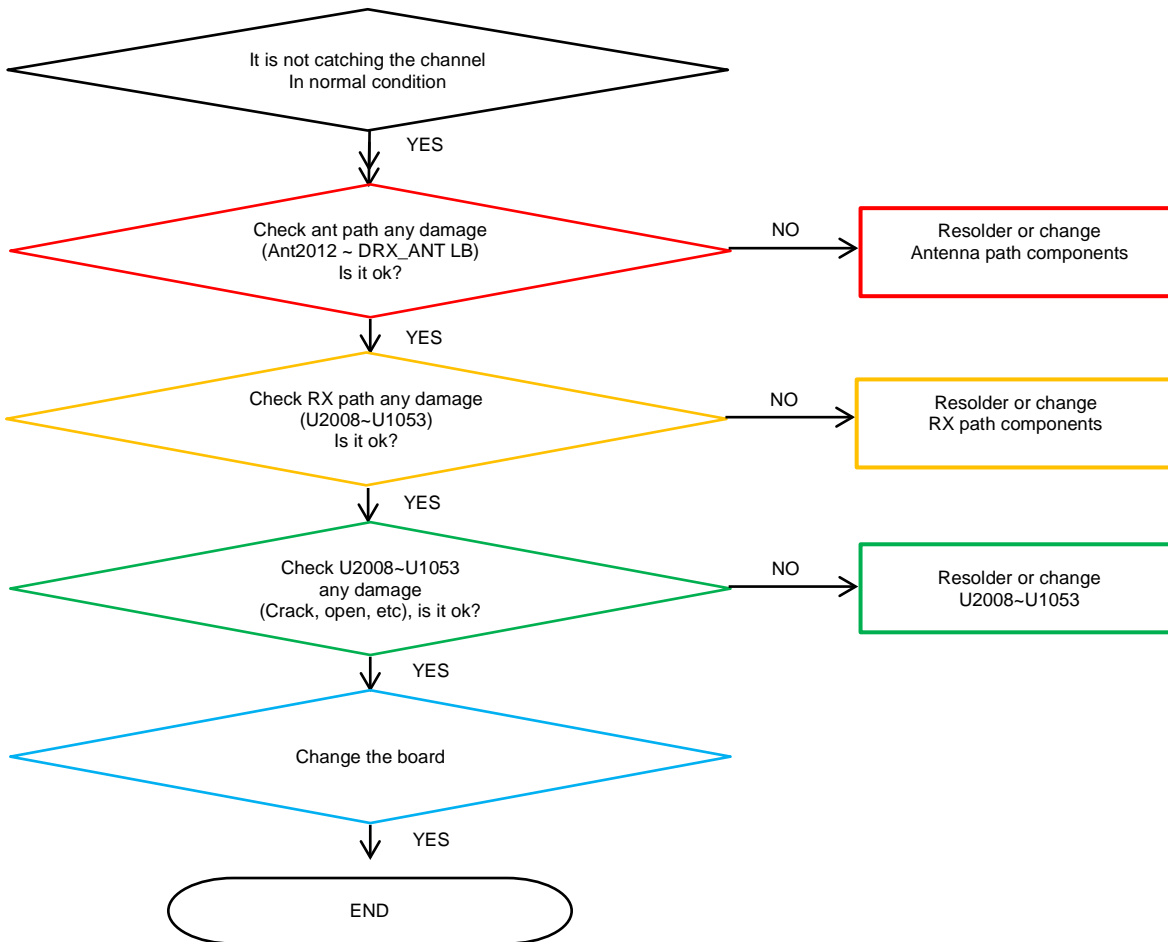 It is not catching the channel
In normal condition
YES
Check ant path any damage
(Ant2012 ~ DRX_ANT LB)
Is it ok?
NO
Resolder or change
Antenna path components
YES
Check RX path any damage
(U2008~U1053)
Is it ok?
NO
Resolder or change
RX path components
YES
Check U2008~U1053
any damage
(Crack, open, etc), is it ok?
NO
Resolder or change
U2008~U1053
YES
Change the board
YES
END